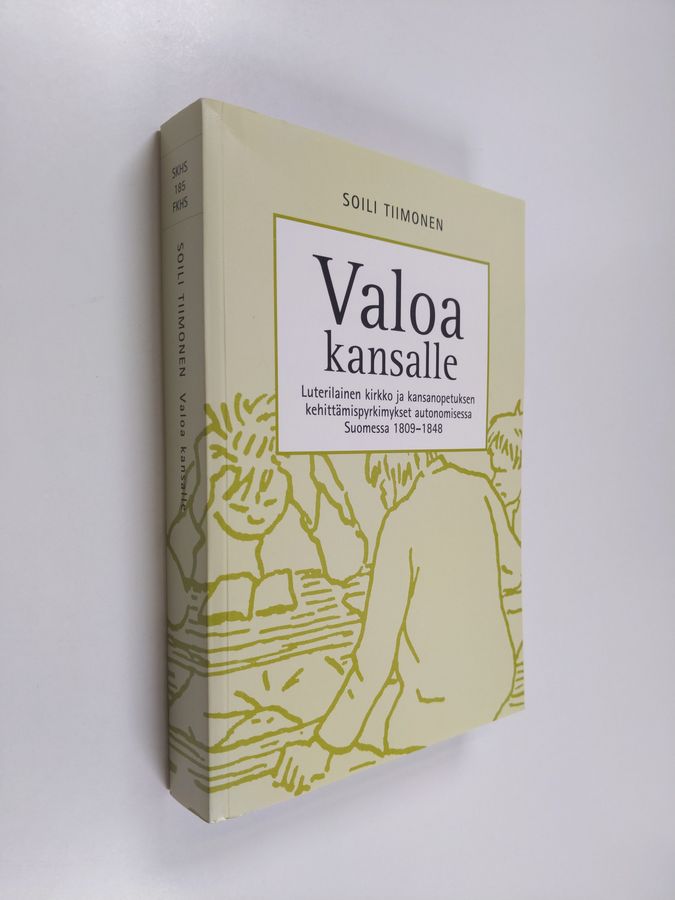 SKHS
185
FKHS
SOILI TIIMONEN Valoa kansalle
SOILI TIIMONEN
Valoa
kansalle
Luterilainen kirkko ja kansanopetuksen
kehittämispyrkimykset autonomisessa
Suomessa 1809–1848